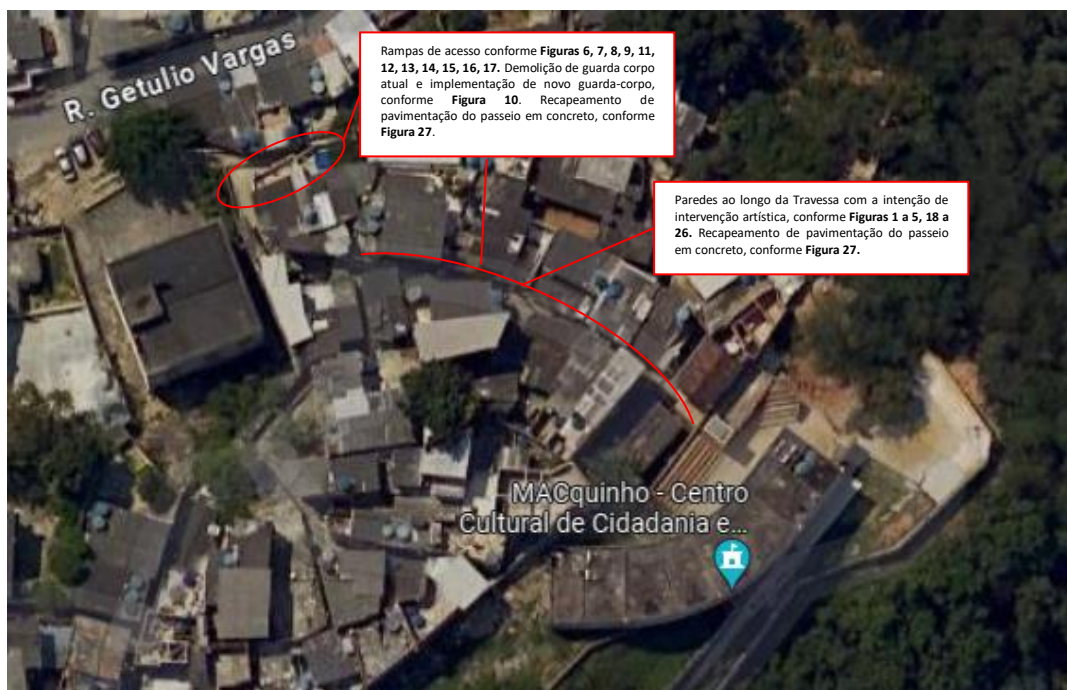 R. Getulio Vargas
Rampas de acesso conforme Figuras 6, 7, 8, 9, 11,
12, 13, 14, 15, 16, 17. Demolição de guarda corpo
atual e implementação de novo guarda-corpo,
conforme Figura 10. Recapeamento de
pavimentação do passeio em concreto, conforme
Figura 27.
Paredes ao longo da Travessa com a intenção de
intervenção artística, conforme Figuras 1 a 5, 18 a
26. Recapeamento de pavimentação do passeio
em concreto, conforme Figura 27.
MACquinho - Centro
Cultural de Cidadania e...